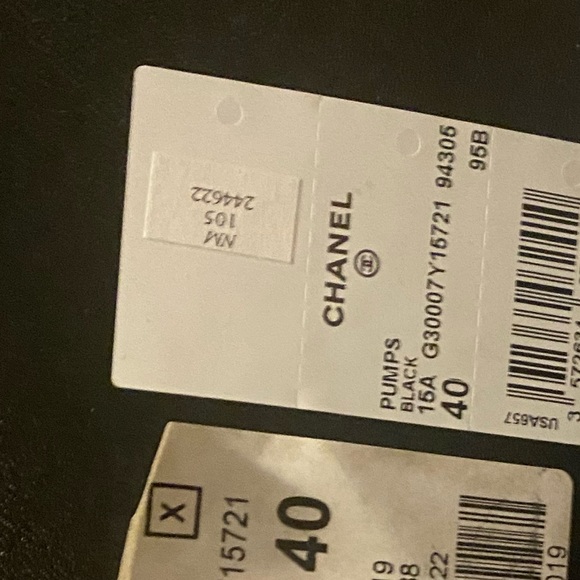 NM
105
244622
CHANEL
PUMPS
BLACK
15A G30007Y15721 94305
40 95B
USA657
X
15721
40